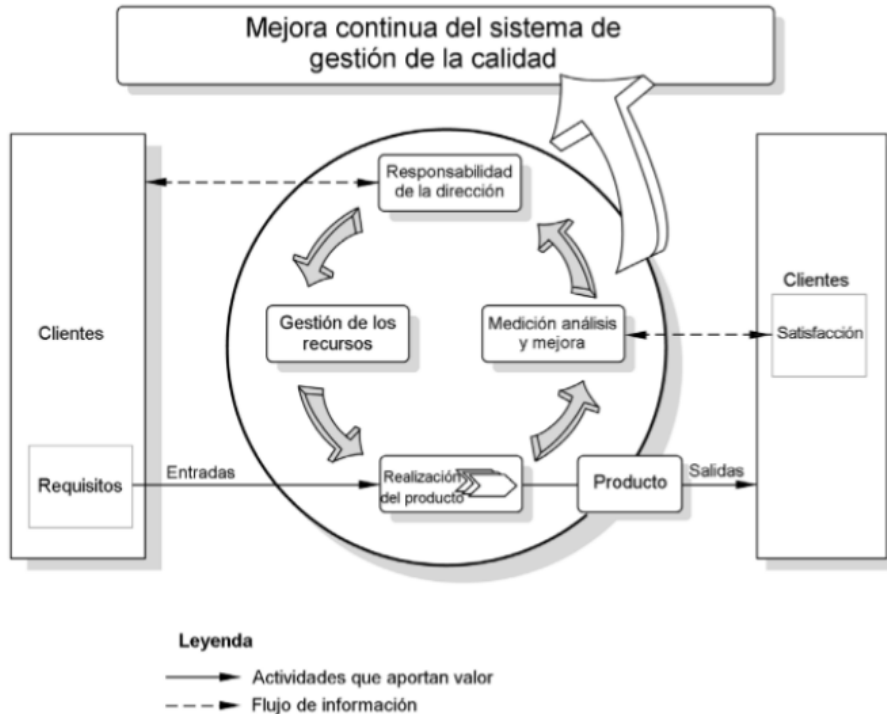 Mejora continua del sistema de
gestión de la calidad
Responsabilidad
de la dirección
Clientes
Gestión de los
recursos
Medición análisis
y mejora
Clientes
Satisfacción
Requisitos
Entradas
Realización
del producto
Producto
Salidas
Leyenda
Actividades que aportan valor
Flujo de información